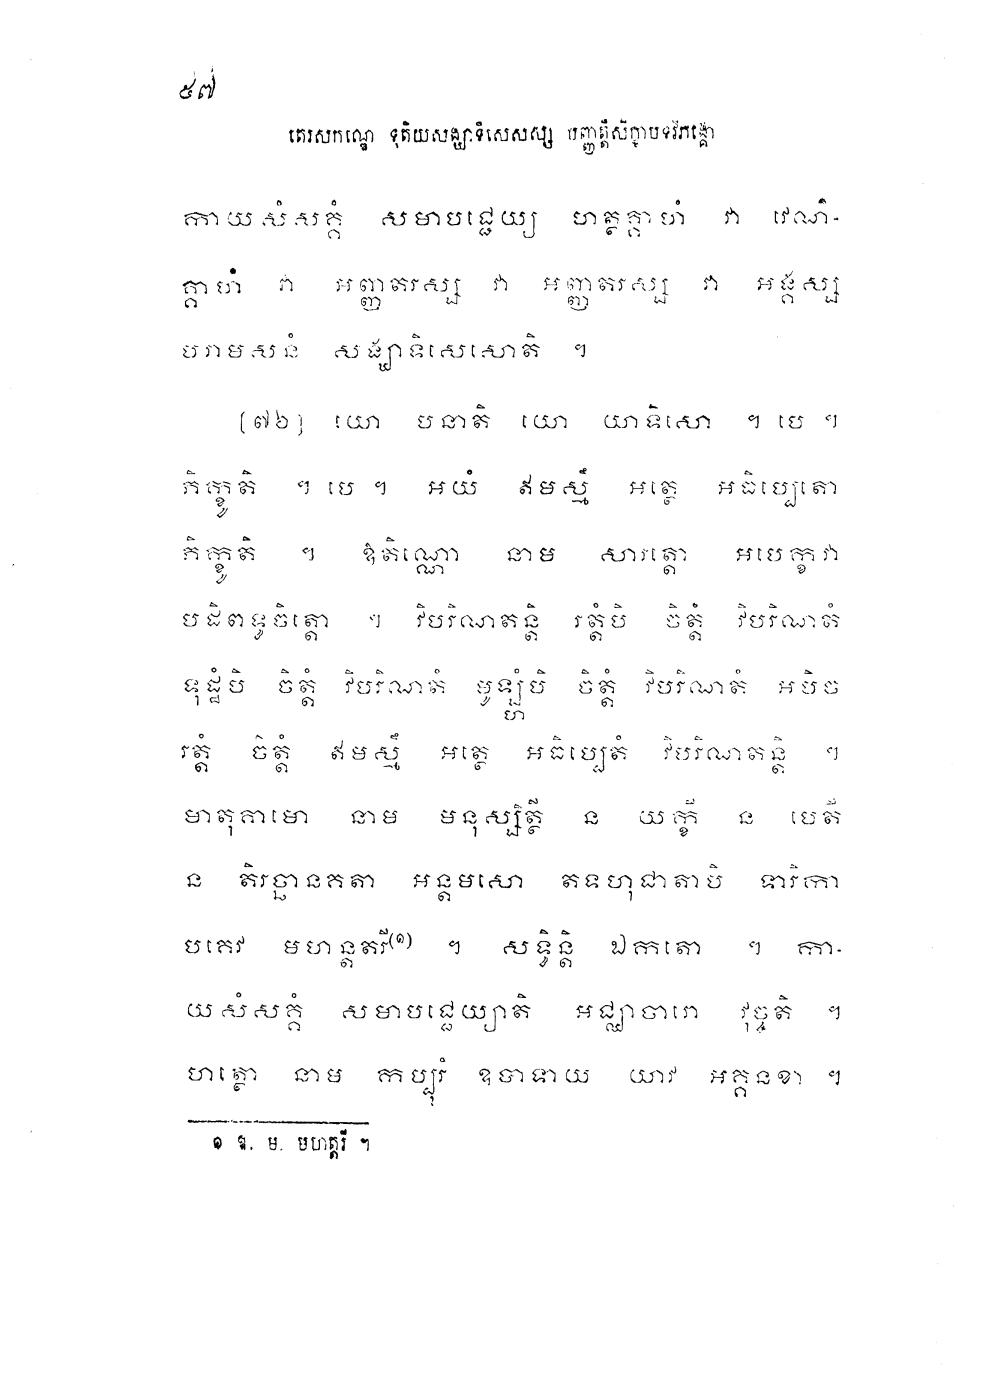 ៥៧
តេរសកណ្ឌេ ទុតិយសង្ឃាទិសេសស្ស បញ្ញត្តិសិក្ខាបទវិភង្គោ
កាយសំសគ្គំ សមាបជ្ជេយ្យ ហត្ថគ្គាហំ វា វេណិ-
គ្គាហំ វា អញ្ញតរស្ស វា អញ្ញតរស្ស វា អង្គស្ស
បរាមសនំ សង្ឃាទិសេសោតិ ។
(៧៦) យោ បនាតិ យោ យាទិសោ ។ បេ ។
ភិក្ខូតិ ។ បេ ។ អយំ ឥមស្មឹ អត្ថេ អធិប្បេតោ
ភិក្ខូតិ ។ ឱតិណ្ណោ នាម សារត្តោ អបេក្ខវា
បដិពទ្ធចិត្តោ ។ វិបរិណតន្តិ រត្តំបិ ចិត្តំ វិបរិណតំ
ទុដ្ឋំបិ ចិត្តំ វិបរិណតំ មូឡ្ហំបិ ចិត្តំ វិបរិណតំ អបិច
រត្តំ ចិត្តំ ឥមស្មឹ អត្ថេ អធិប្បេតំ វិបរិណតន្តិ ។
មាតុគាមោ នាម មនុស្សិត្ថី ន យក្ខី ន បេតី
ន តិរច្ឆានគតា អន្តមសោ តទហុជាតាបិ ទារិកា
បគេវ មហន្តតរី(១) ។ សទ្ធិន្តិ ឯកតោ ។ កា-
យសំសគ្គំ សមាបជ្ជេយ្យាតិ អជ្ឈាចារោ វុច្ចតិ ។
ហត្ថោ នាម កប្បុរំ ឧបាទាយ យាវ អគ្គនខា ។
១ ឱ. ម. មហត្តរី ។